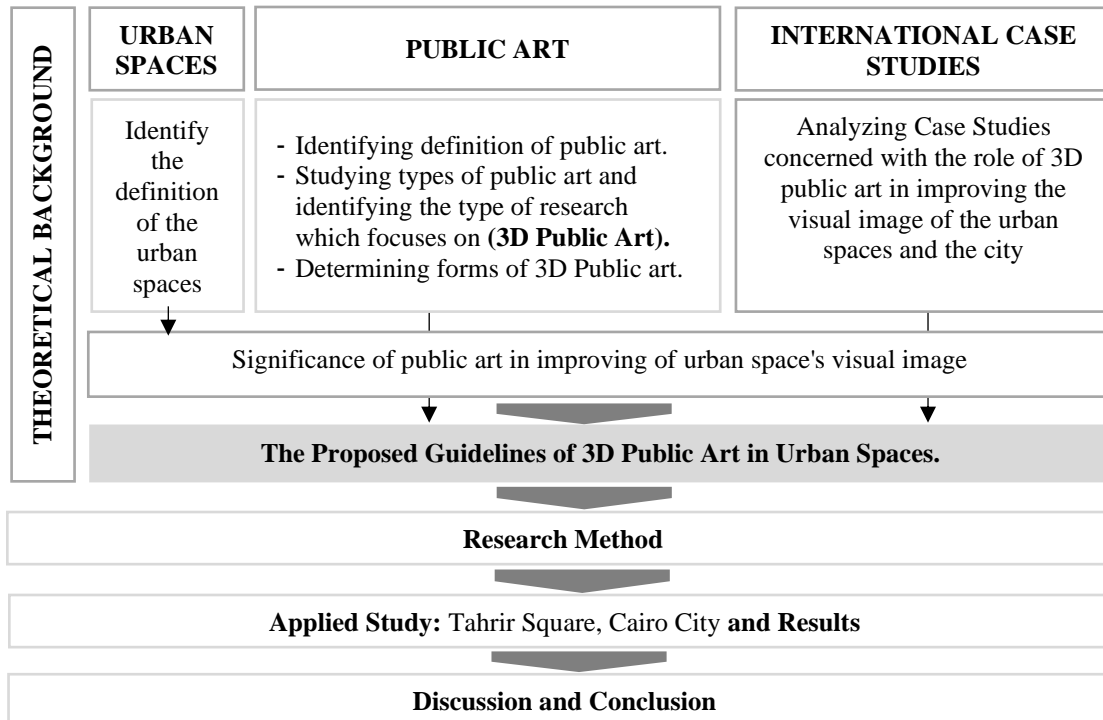 THEORETICAL BACKGROUND
URBAN
SPACES
PUBLIC ART
INTERNATIONAL CASE
STUDIES
Identify
the
definition
of the
urban
spaces
- Identifying definition of public art.
- Studying types of public art and
identifying the type of research
which focuses on (3D Public Art).
- Determining forms of 3D Public art.
Analyzing Case Studies
concerned with the role of 3D
public art in improving the
visual image of the urban
spaces and the city
Significance of public art in improving of urban space's visual image
The Proposed Guidelines of 3D Public Art in Urban Spaces.
Research Method
Applied Study: Tahrir Square, Cairo City and Results
Discussion and Conclusion